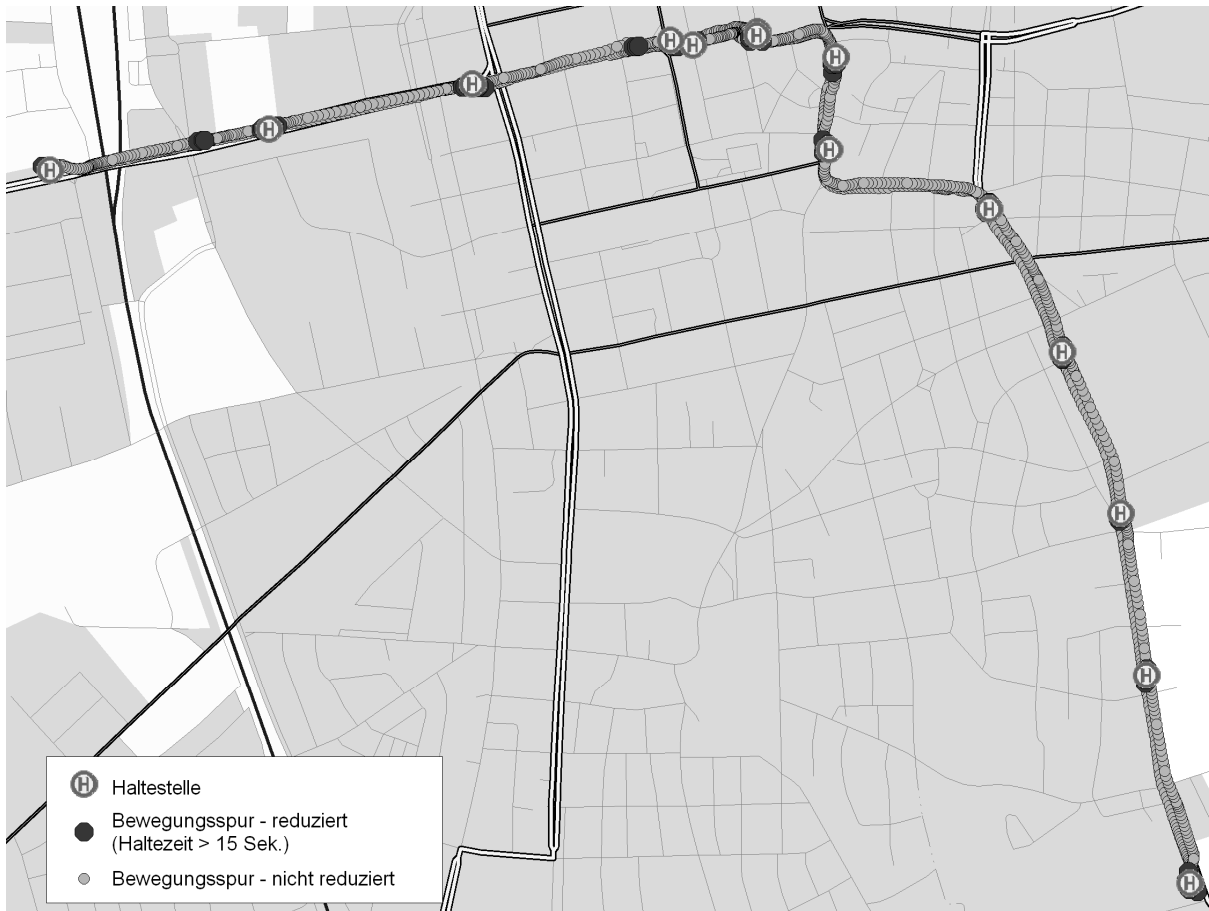 H
H
H
H
H
H
H
H
H
H
H
H
H
H
H Haltestelle
Bewegungsspur - reduziert
(Haltezeit > 15 Sek.)
Bewegungsspur - nicht reduziert